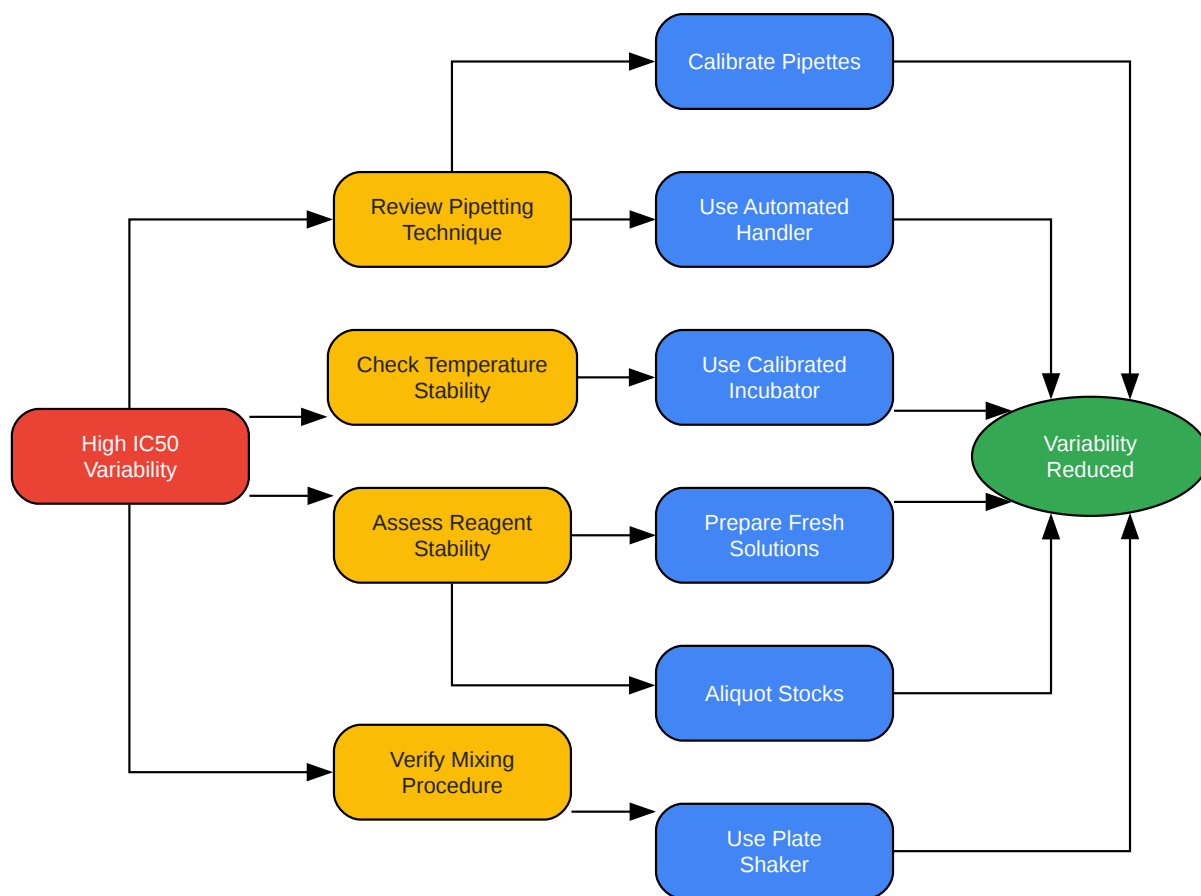 High IC50
Variability
Review Pipetting
Technique
Check Temperature
Stability
Assess Reagent
Stability
Verify Mixing
Procedure
Calibrate Pipettes
Use Automated
Handler
Use Calibrated
Incubator
Prepare Fresh
Solutions
Aliquot Stocks
Use Plate
Shaker
Variability
Reduced